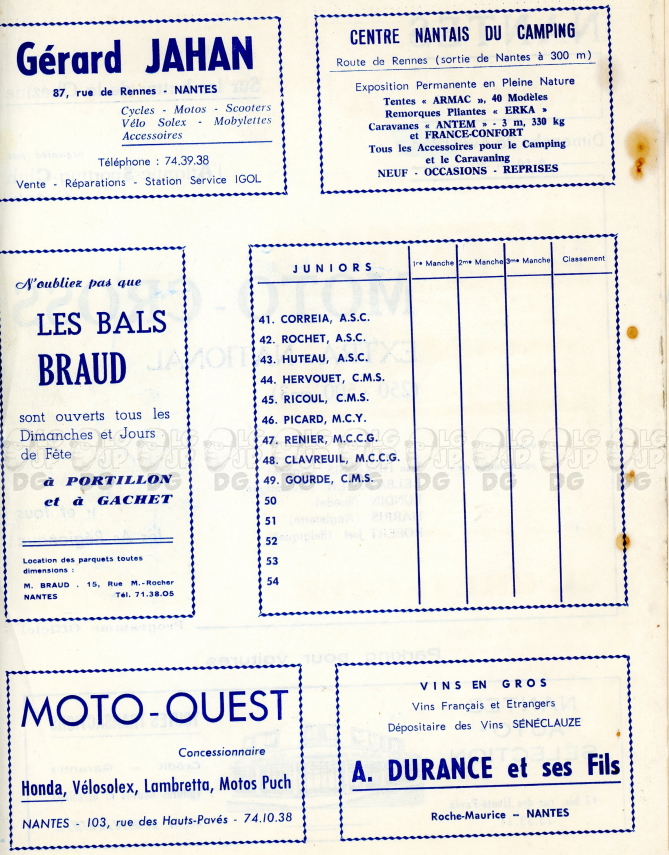 Gérard JAHAN
87, rue de Rennes - NANTES
Cycles - Motos - Scooters
Vélo Solex - Mobylettes
Accessoires
Téléphone : 74.39.38
Vente - Réparations - Station Service IGOL
CENTRE NANTAIS DU CAMPING
Route de Rennes (sortie de Nantes à 300 m)
Exposition Permanente en Pleine Nature
Tentes « ARMAC », 40 Modèles
Remorques Pliantes « ERKA »
Caravanes « ANTEM » - 3 m, 330 kg
et FRANCE-CONFORT
Tous les Accessoires pour le Camping
et le Caravaning
NEUF - OCCASIONS - REPRISES
N'oubliez pas que
LES BALS
BRAUD
sont ouverts tous les
Dimanches et Jours
de Fête
à PORTILLON
et à GACHET
Location des parquets toutes
dimensions :
M. BRAUD . 15, Rue M.-Rocher
NANTES Tél. 71.38.05
JUNIORS 1re Manche 2me Manche 3me Manche Classement
41. CORREIA, A.S.C.
42. ROCHET, A.S.C.
43. HUTEAU, A.S.C.
44. HERVOUET, C.M.S.
45. RICOUL, C.M.S.
46. PICARD, M.C.Y.
47. RENIER, M.C.C.G.
48. CLAVREUIL, M.C.C.G.
49. GOURDE, C.M.S.
50
51
52
53
54
MOTO-OUEST
Concessionnaire
Honda, Vélosolex, Lambretta, Motos Puch
NANTES - 103, rue des Hauts-Pavés - 74.10.38
VINS EN GROS
Vins Français et Etrangers
Dépositaire des Vins SÉNÉCLAUZE
A. DURANCE et ses Fils
Roche-Maurice - NANTES